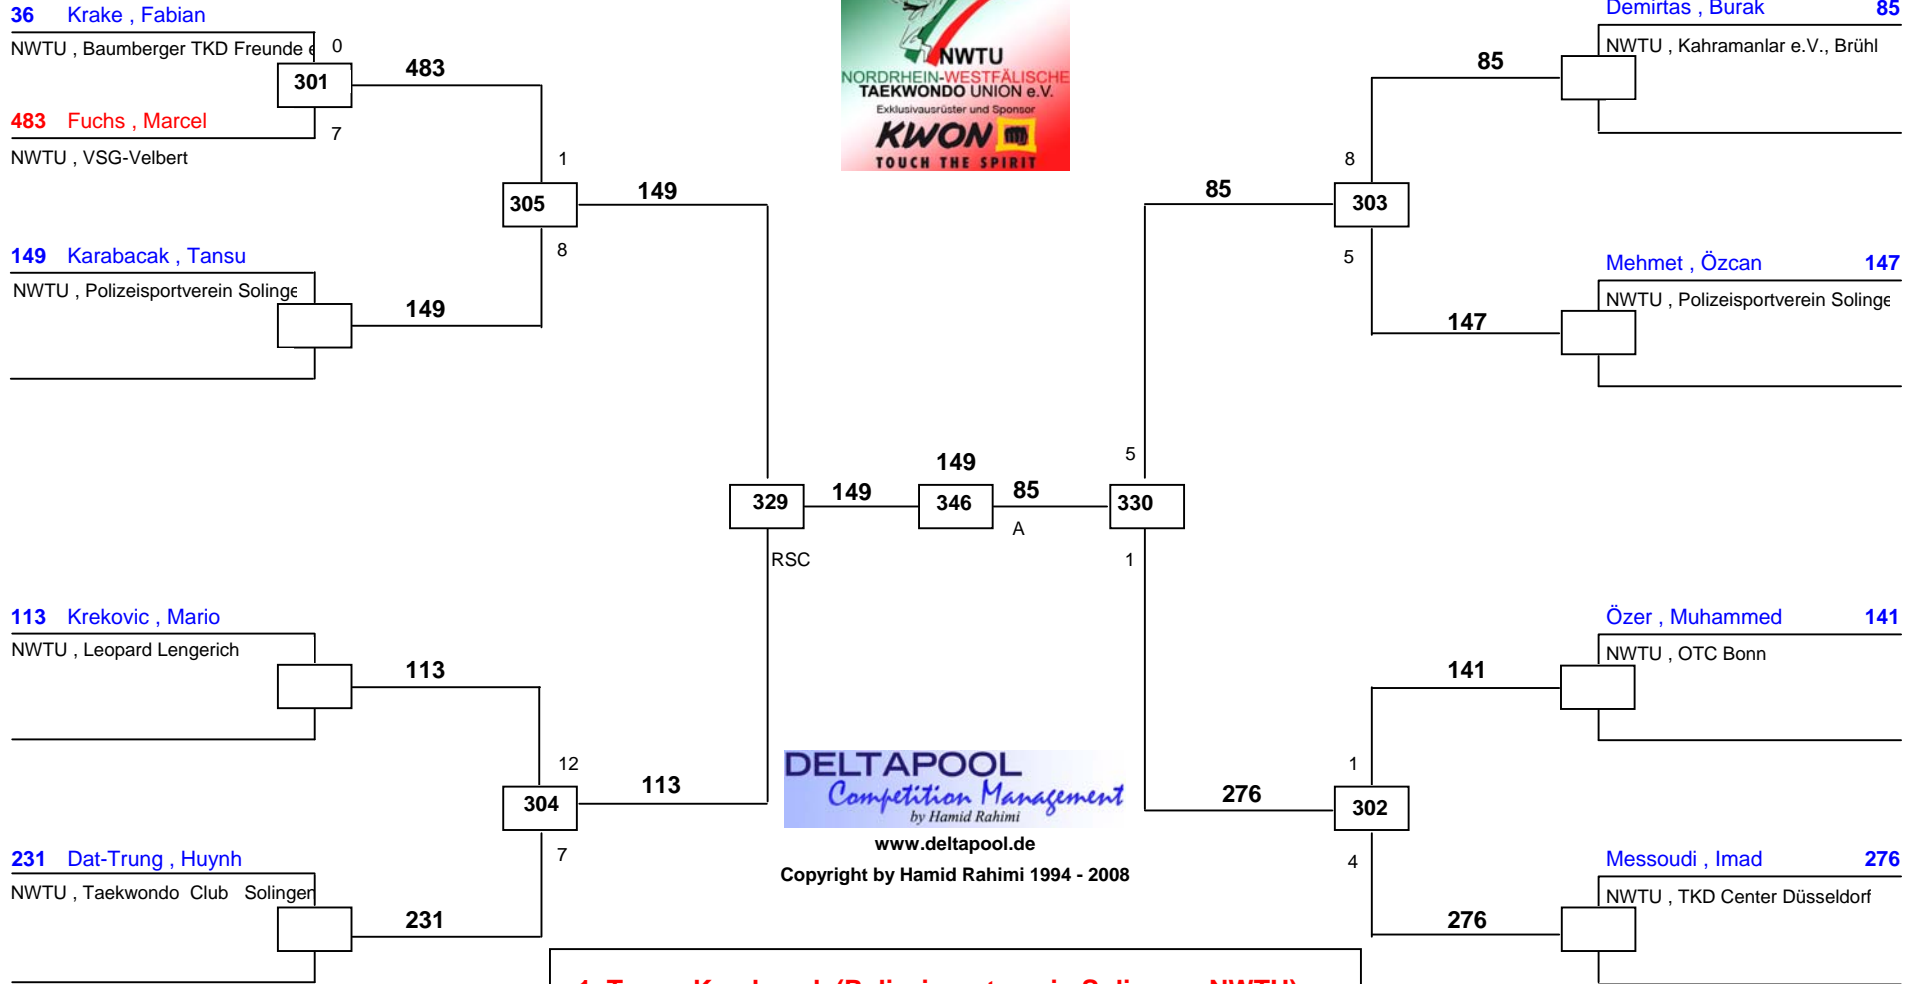 36 Krake , Fabian
NWTU , Baumberger TKD Freunde e
0
301
483
483 Fuchs , Marcel
7
NWTU , VSG-Velbert
1
305
149
8
149 Karabacak , Tansu
NWTU , Polizeisportverein Solinge
149
NWTU
NORDRHEIN-WESTFÄLISCHE
TAEKWONDO UNION e.V.
Exklusivausrüster und Sponsor
KWON
TOUCH THE SPIRIT
Demirtas , Burak 85
NWTU , Kahramanlar e.V., Brühl
85
8
85
303
5
Mehmet , Özcan 147
NWTU , Polizeisportverein Solinge
147
149
5
329
149
346
85
330
A
RSC
1
113 Krekovic , Mario
NWTU , Leopard Lengerich
113
12
304
113
7
231 Dat-Trung , Huynh
NWTU , Taekwondo Club Solingen
231
DELTAPOOL
Competition Management
by Hamid Rahimi
www.deltapool.de
Copyright by Hamid Rahimi 1994 - 2008
Özer , Muhammed 141
NWTU , OTC Bonn
141
1
276
302
4
Messoudi , Imad 276
NWTU , TKD Center Düsseldorf
276
1. Tansu Karabacak (Polizeisportverein Solingen, NWTU)